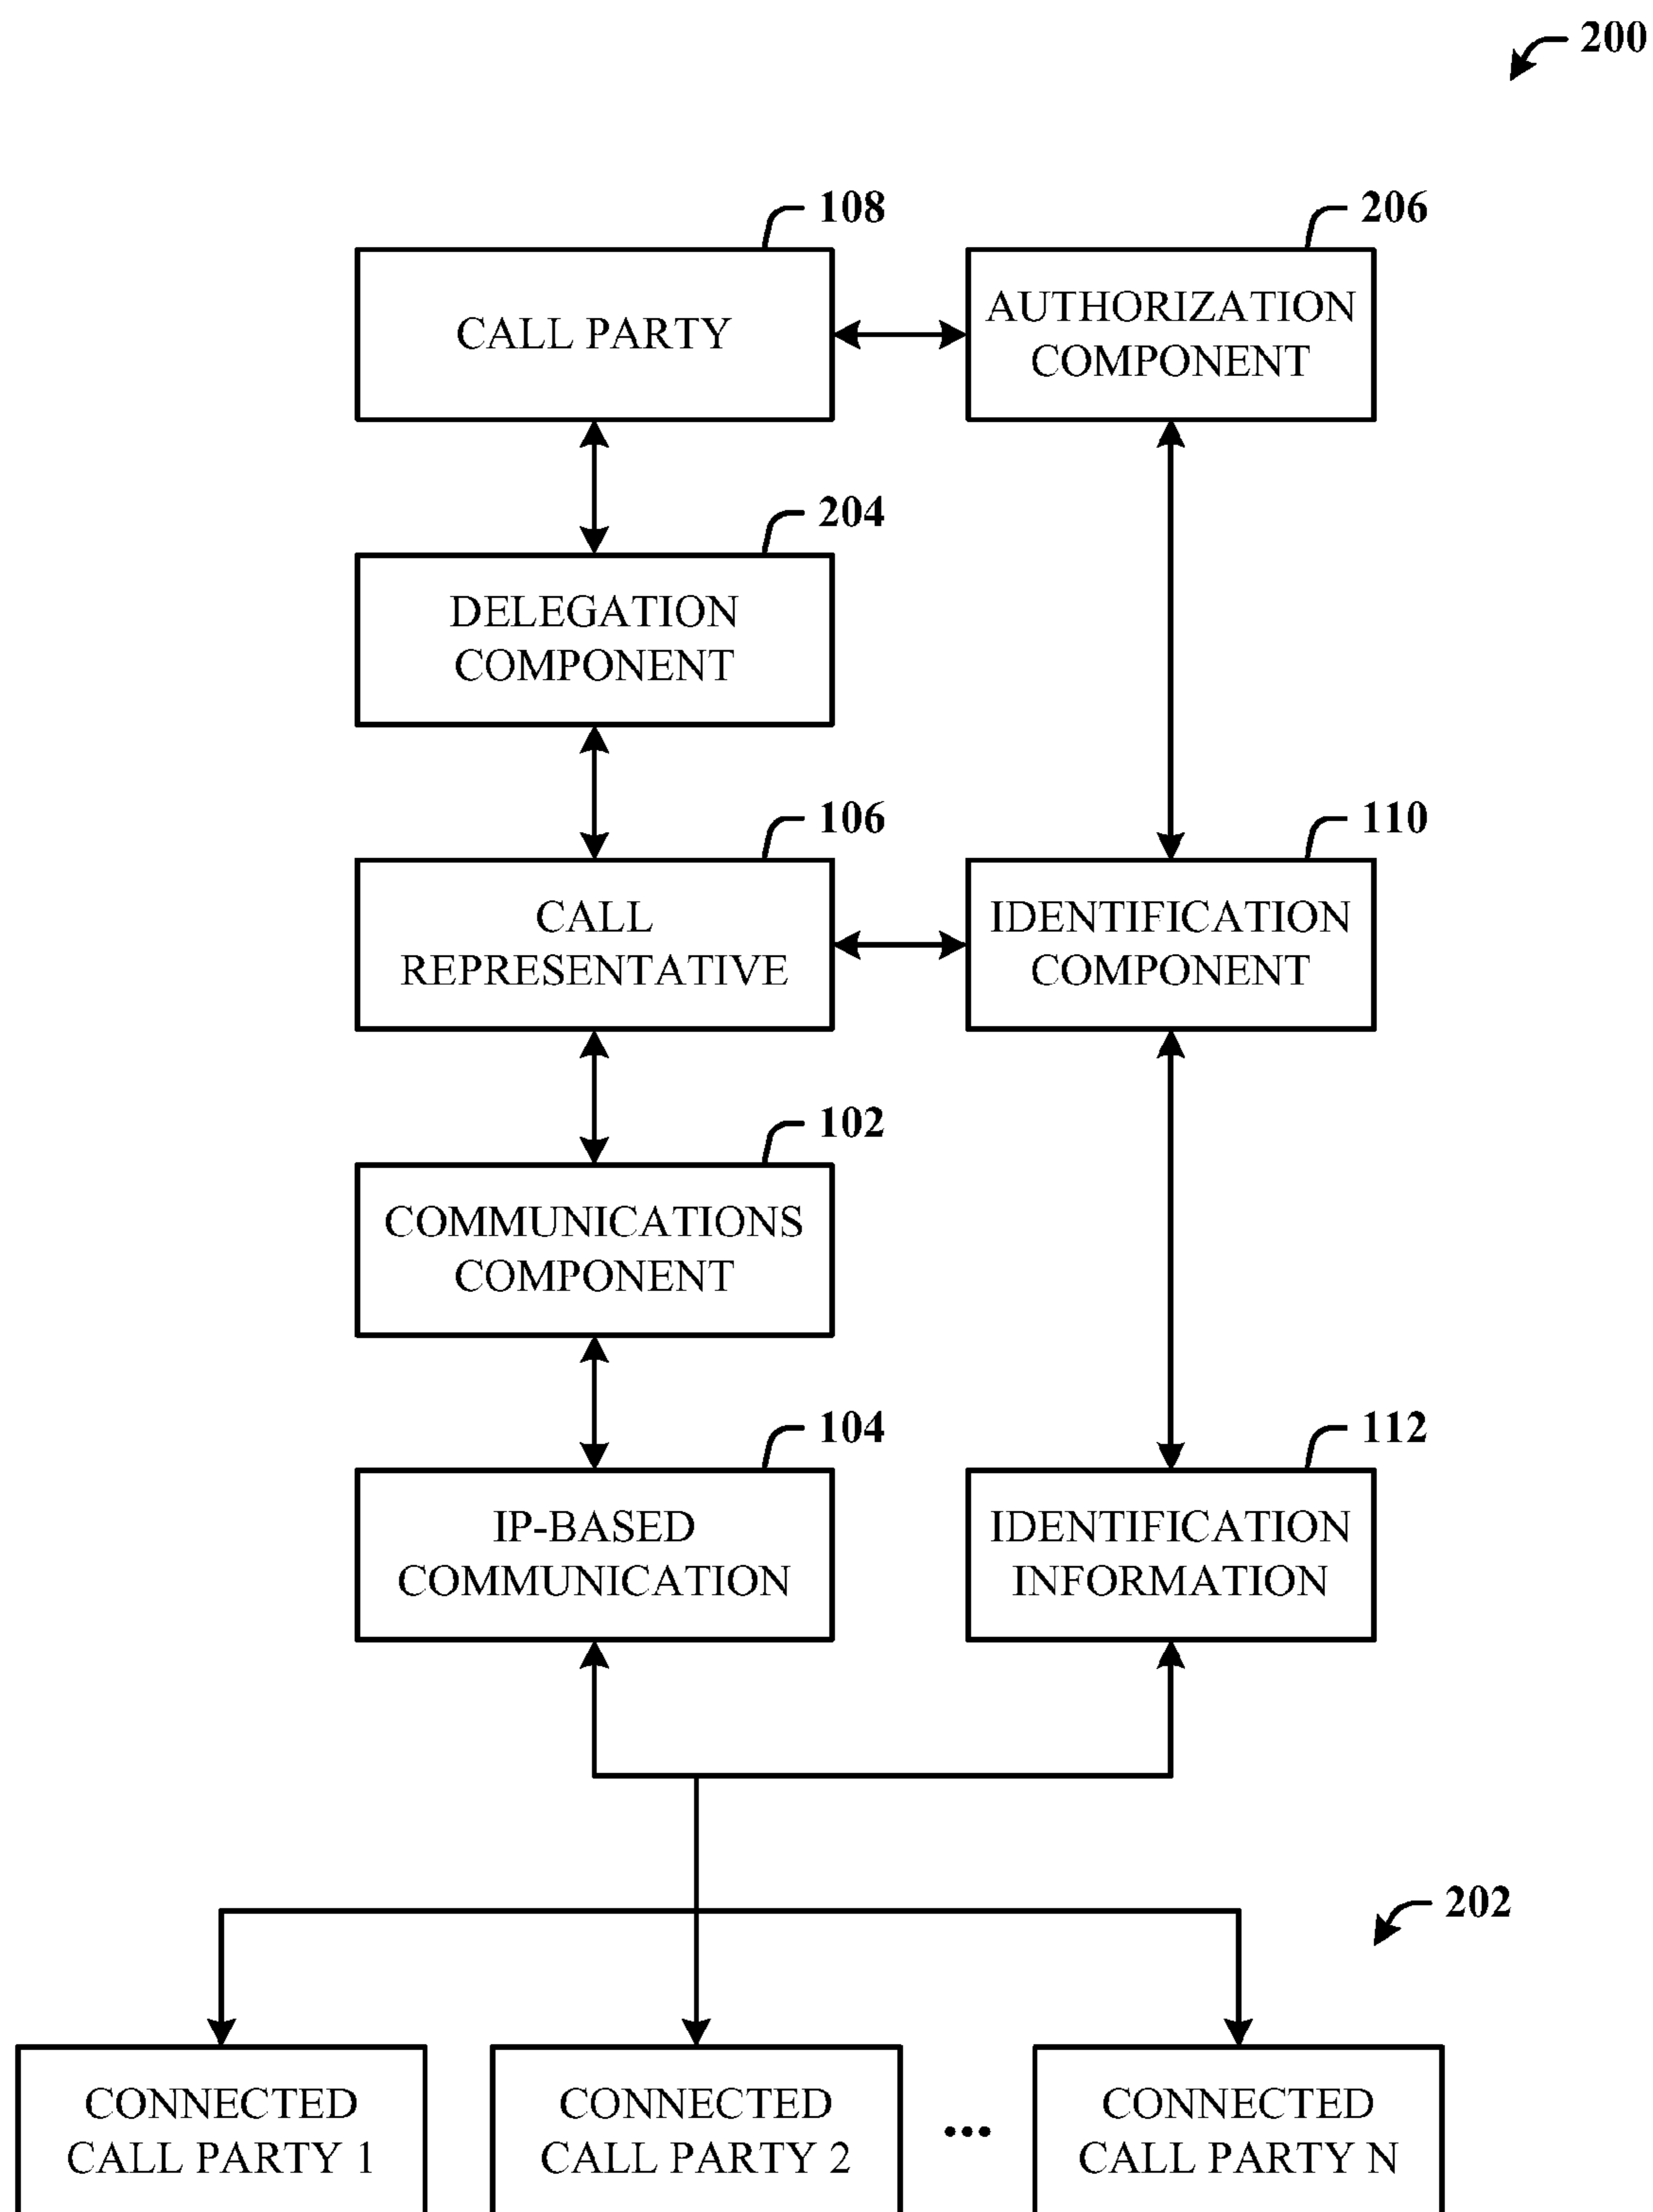 200
108
206
CALL PARTY
AUTHORIZATION
COMPONENT
204
DELEGATION
COMPONENT
106
110
CALL
REPRESENTATIVE
IDENTIFICATION
COMPONENT
102
COMMUNICATIONS
COMPONENT
104
112
IP-BASED
COMMUNICATION
IDENTIFICATION
INFORMATION
202
CONNECTED
CALL PARTY 1
CONNECTED
CALL PARTY 2
...
CONNECTED
CALL PARTY N